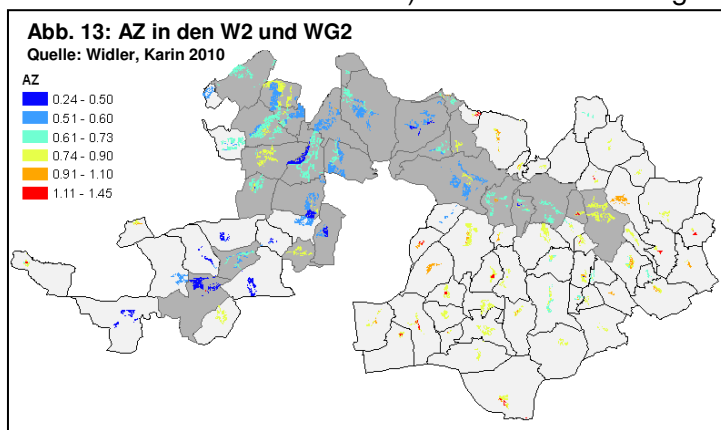 Abb. 13: AZ in den W2 und WG2
Quelle: Widler, Karin 2010
AZ
0.24 - 0.50
0.51 - 0.60
0.61 - 0.73
0.74 - 0.90
0.91 - 1.10
1.11 - 1.45